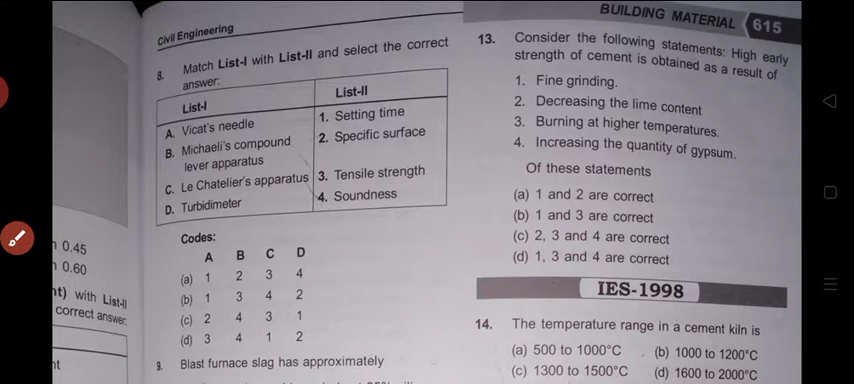 Civil Engineering
8. Match List-I with List-II and select the correct
answer:
List-I List-II
A. Vicat's needle 1. Setting time
B. Michaeli's compound 2. Specific surface
lever apparatus
C. Le Chatelier's apparatus 3. Tensile strength
D. Turbidimeter 4. Soundness
Codes:
A B C D
(a) 1 2 3 4
(b) 1 3 4 2
(c) 2 4 3 1
(d) 3 4 1 2
9. Blast furnace slag has approximately
0.45
0.60
with List-II
correct answer:
BUILDING MATERIAL 615
13. Consider the following statements: High early
strength of cement is obtained as a result of
1. Fine grinding.
2. Decreasing the lime content
3. Burning at higher temperatures.
4. Increasing the quantity of gypsum.
Of these statements
(a) 1 and 2 are correct
(b) 1 and 3 are correct
(c) 2, 3 and 4 are correct
(d) 1, 3 and 4 are correct
IES-1998
14. The temperature range in a cement kiln is
(a) 500 to 1000°C (b) 1000 to 1200°C
(c) 1300 to 1500°C (d) 1600 to 2000°C